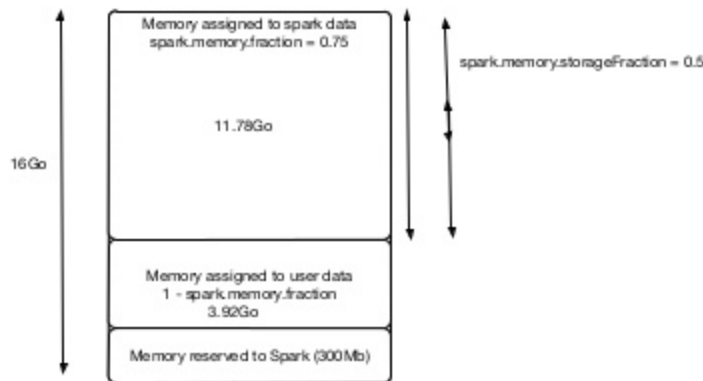 Memory assigned to spark data
spark.memory.fraction = 0.75
spark.memory.storageFraction = 0.5
11.78Go
16Go
Memory assigned to user data
1 - spark.memory.fraction
3.92Go
Memory reserved to Spark (300Mb)